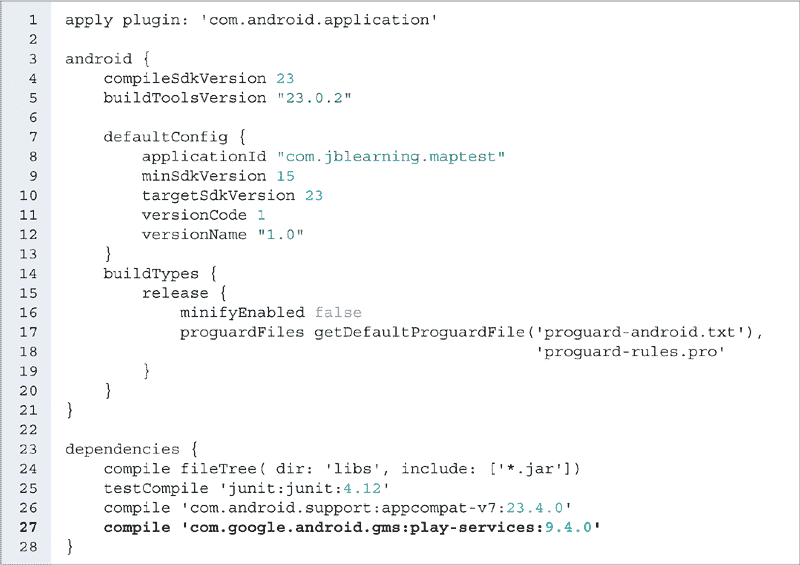 1 apply plugin: 'com.android.application'
2
3 android {
4     compileSdkVersion 23
5     buildToolsVersion "23.0.2"
6
7     defaultConfig {
8         applicationId "com.jblearning.maptest"
9         minSdkVersion 15
10         targetSdkVersion 23
11         versionCode 1
12         versionName "1.0"
13     }
14     buildTypes {
15         release {
16             minifyEnabled false
17             proguardFiles getDefaultProguardFile('proguard-android.txt'),
18                                                   'proguard-rules.pro'
19         }
20     }
21 }
22
23 dependencies {
24     compile fileTree( dir: 'libs', include: ['*.jar'])
25     testCompile 'junit:junit:4.12'
26     compile 'com.android.support:appcompat-v7:23.4.0'
27     compile 'com.google.android.gms:play-services:9.4.0'
28 }